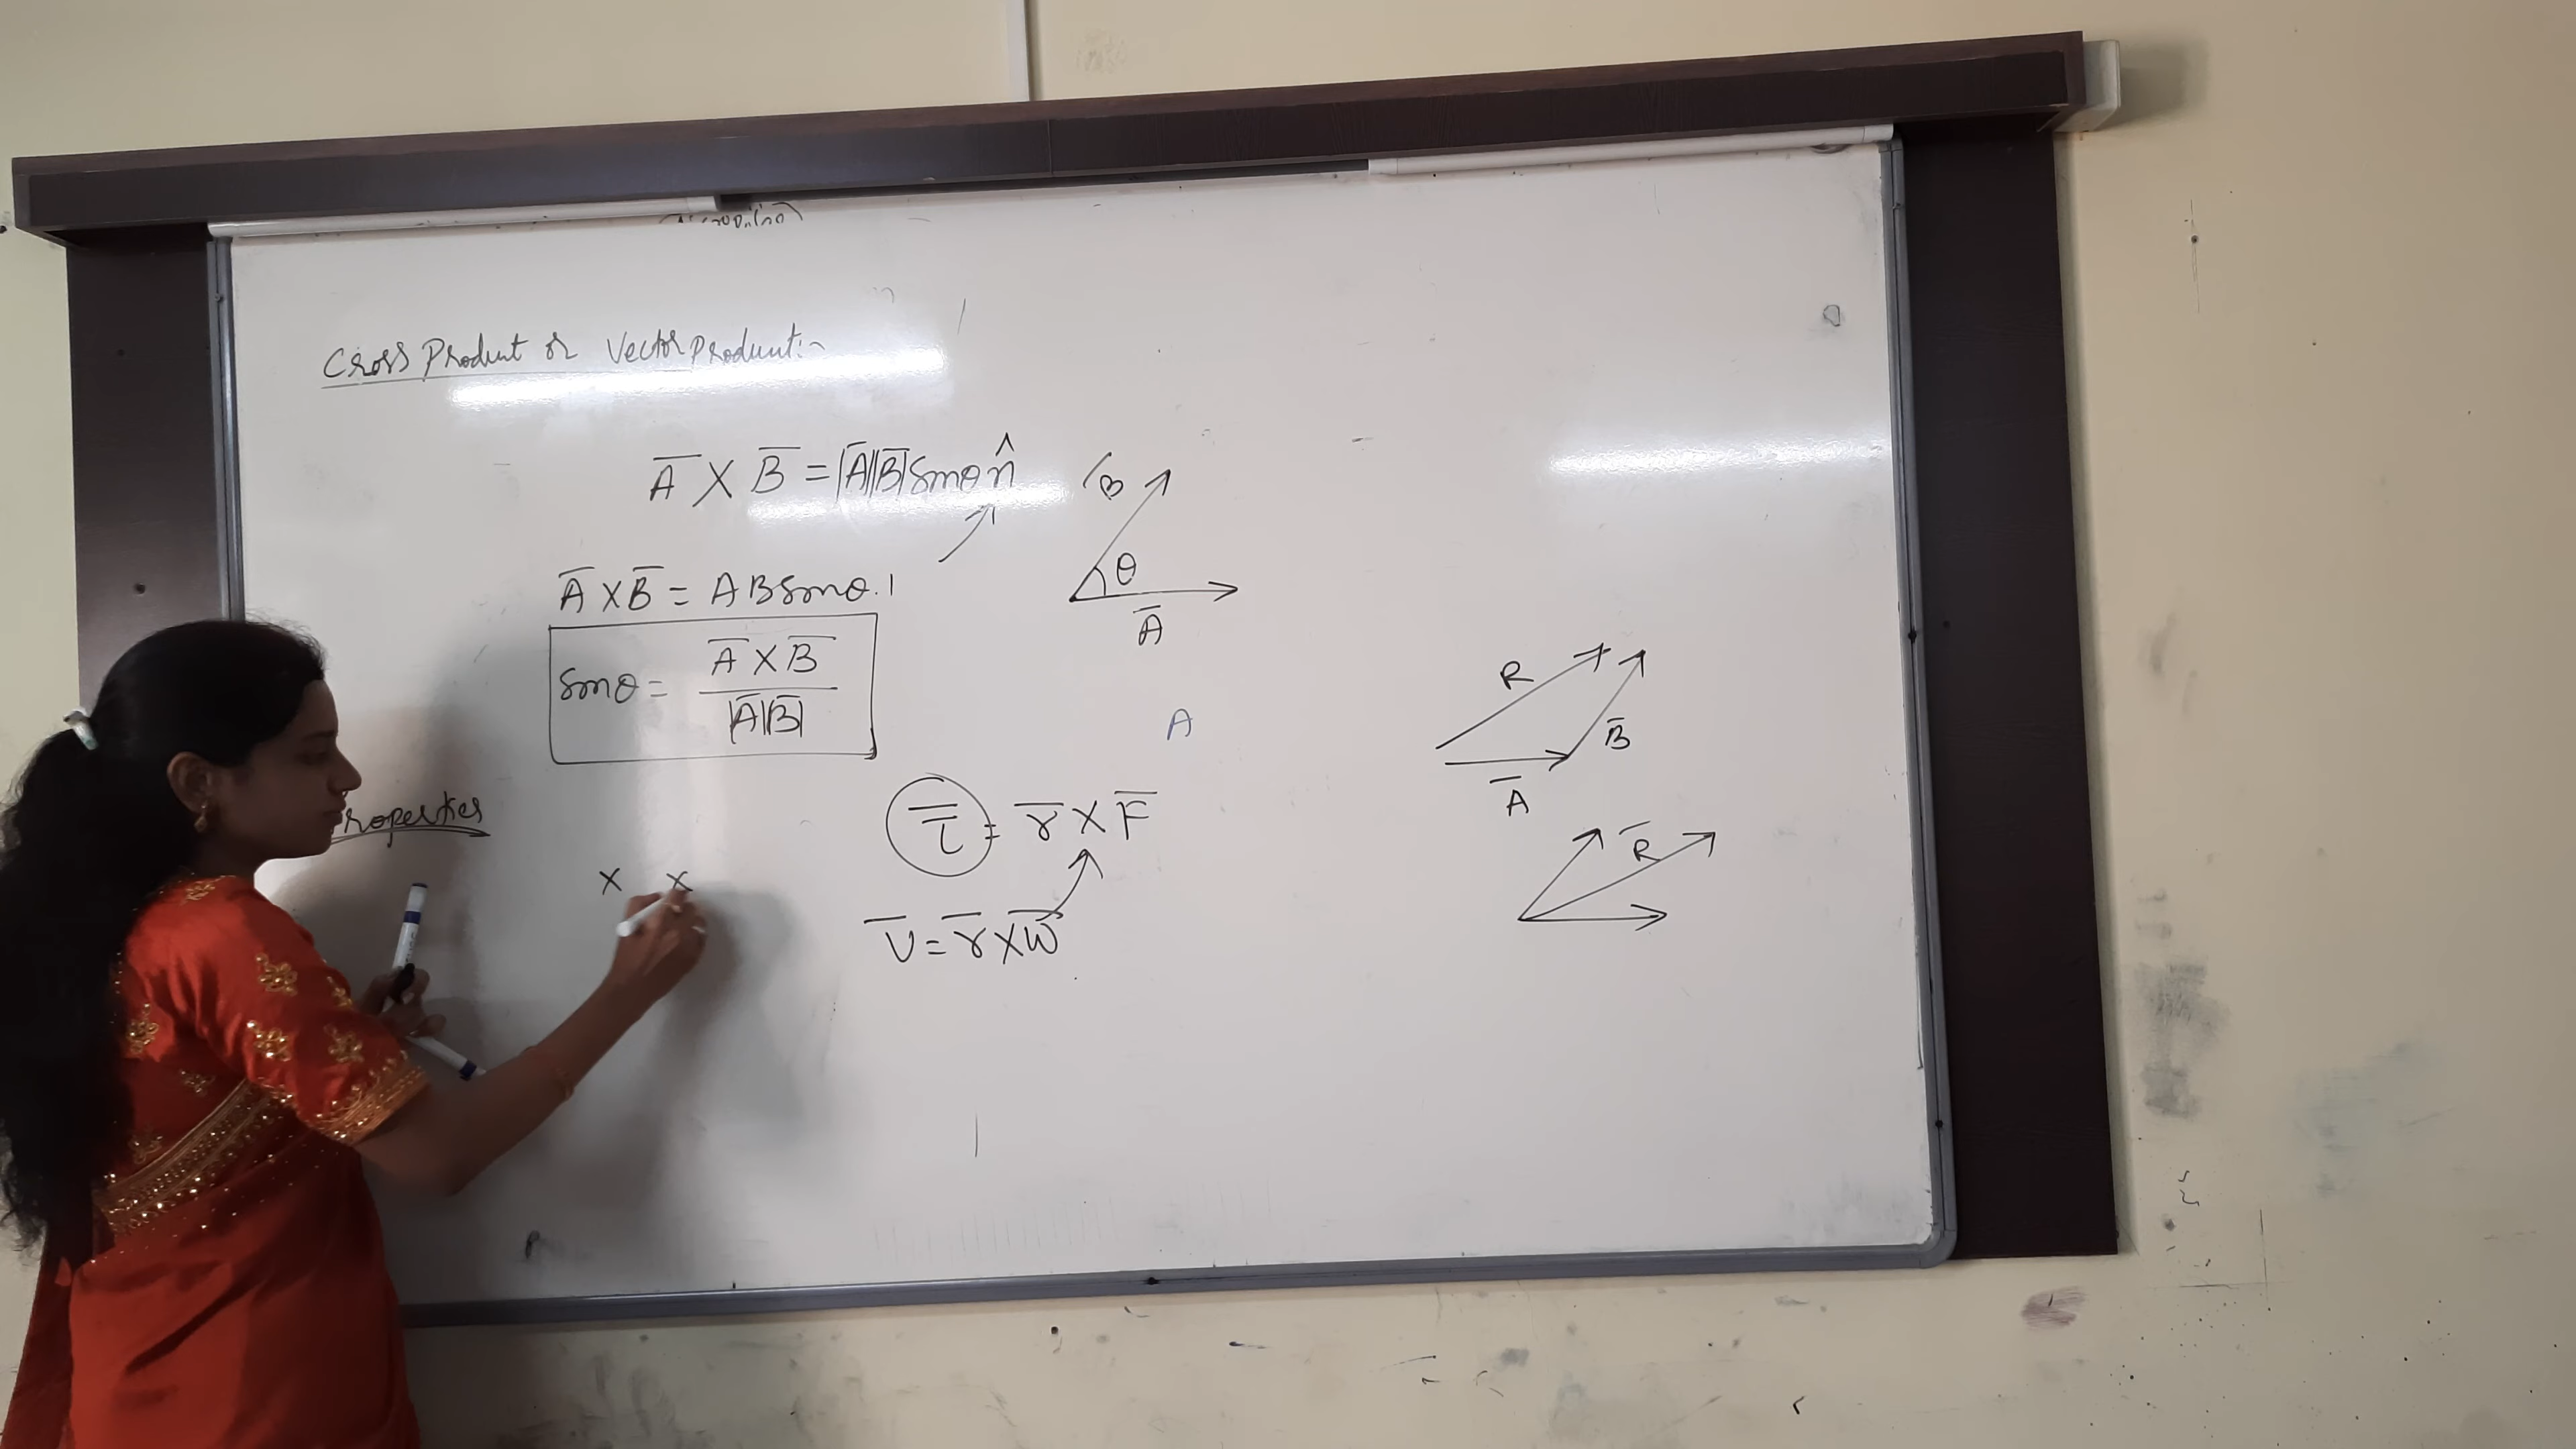 Cross Product or Vector product:-
A̅ X B̅ = |A̅||B̅| sinθ n̂
B
θ
A̅
A̅ X B̅ = AB sinθ.1
sinθ = A̅ X B̅ / |A̅||B̅|
A
R
B̅
A̅
roperties
τ̅ = r̅ X F̅
R̅
X X
V̅ = r̅ X w̅